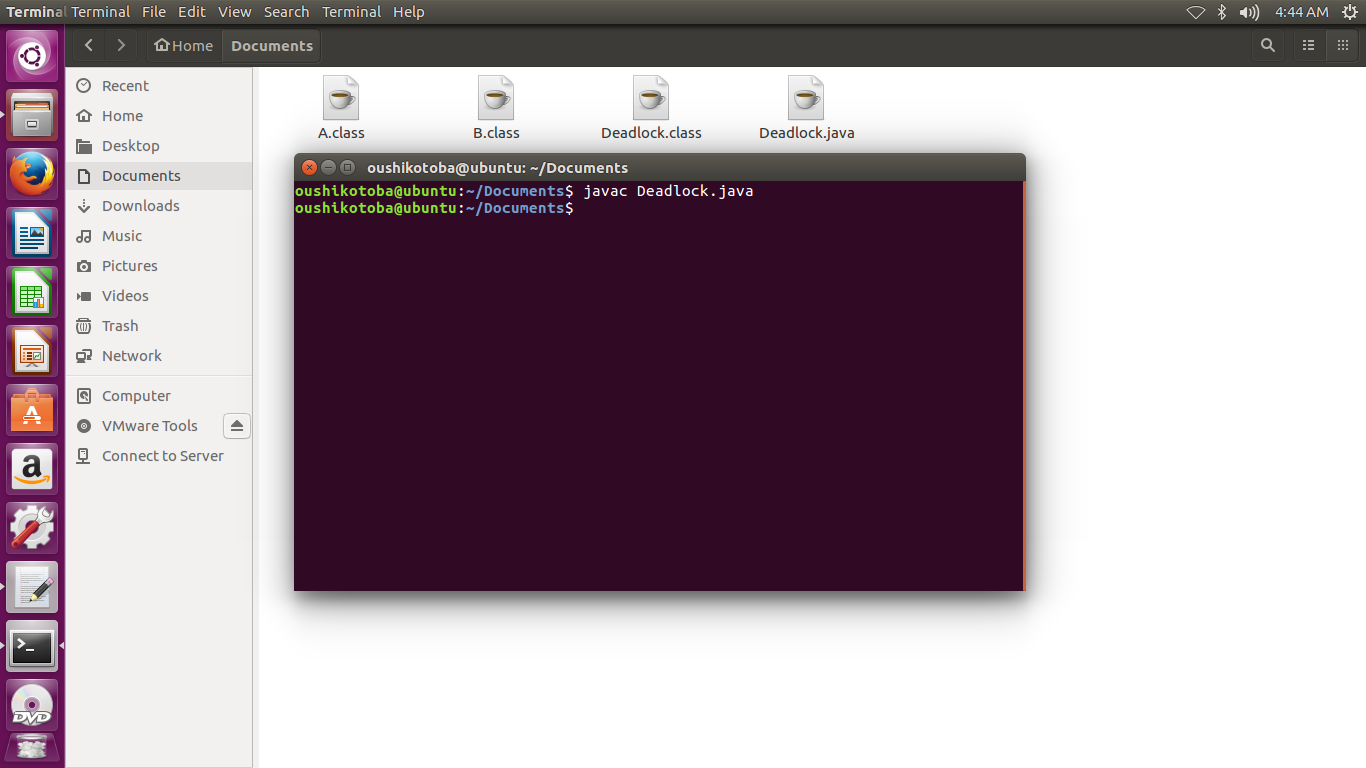 Terminal Terminal File Edit View Search Terminal Help 4:44 AM
Home Documents
Recent
Home
Desktop
Documents
Downloads
Music
Pictures
Videos
Trash
Network
Computer
VMware Tools
Connect to Server
A.class B.class Deadlock.class Deadlock.java
oushikotoba@ubuntu: ~/Documents
oushikotoba@ubuntu:~/Documents$ javac Deadlock.java
oushikotoba@ubuntu:~/Documents$
A
a
>_
DVD